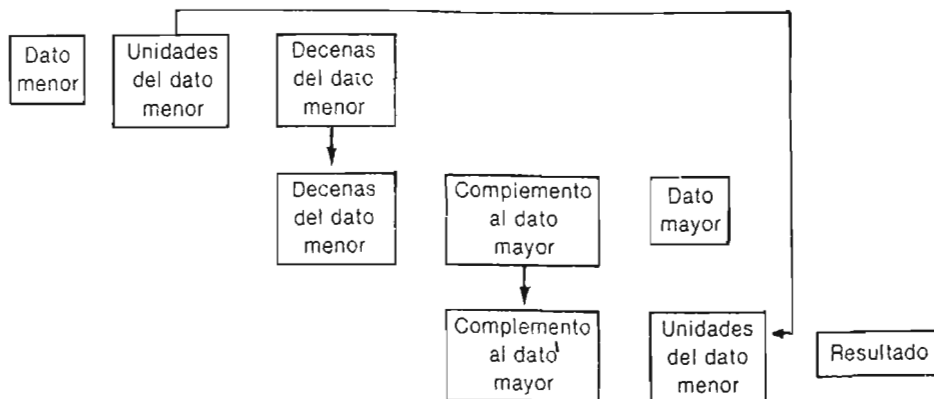 Dato
menor
Unidades
del dato
menor
Decenas
del dato
menor
Decenas
del dato
menor
Complemento
al dato
mayor
Dato
mayor
Complemento
al dato
mayor
Unidades
del dato
menor
Resultado